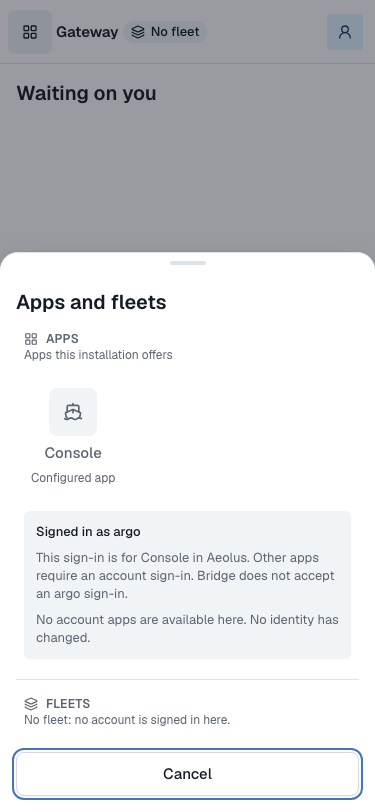 Gateway
No fleet
Waiting on you
Apps and fleets
APPS
Apps this installation offers
Console
Configured app
Signed in as argo
This sign-in is for Console in Aeolus. Other apps
require an account sign-in. Bridge does not accept
an argo sign-in.
No account apps are available here. No identity has
changed.
FLEETS
No fleet: no account is signed in here.
Cancel